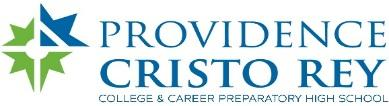 PROVIDENCE
CRISTO REY
COLLEGE & CAREER PREPARATORY HIGH SCHOOL